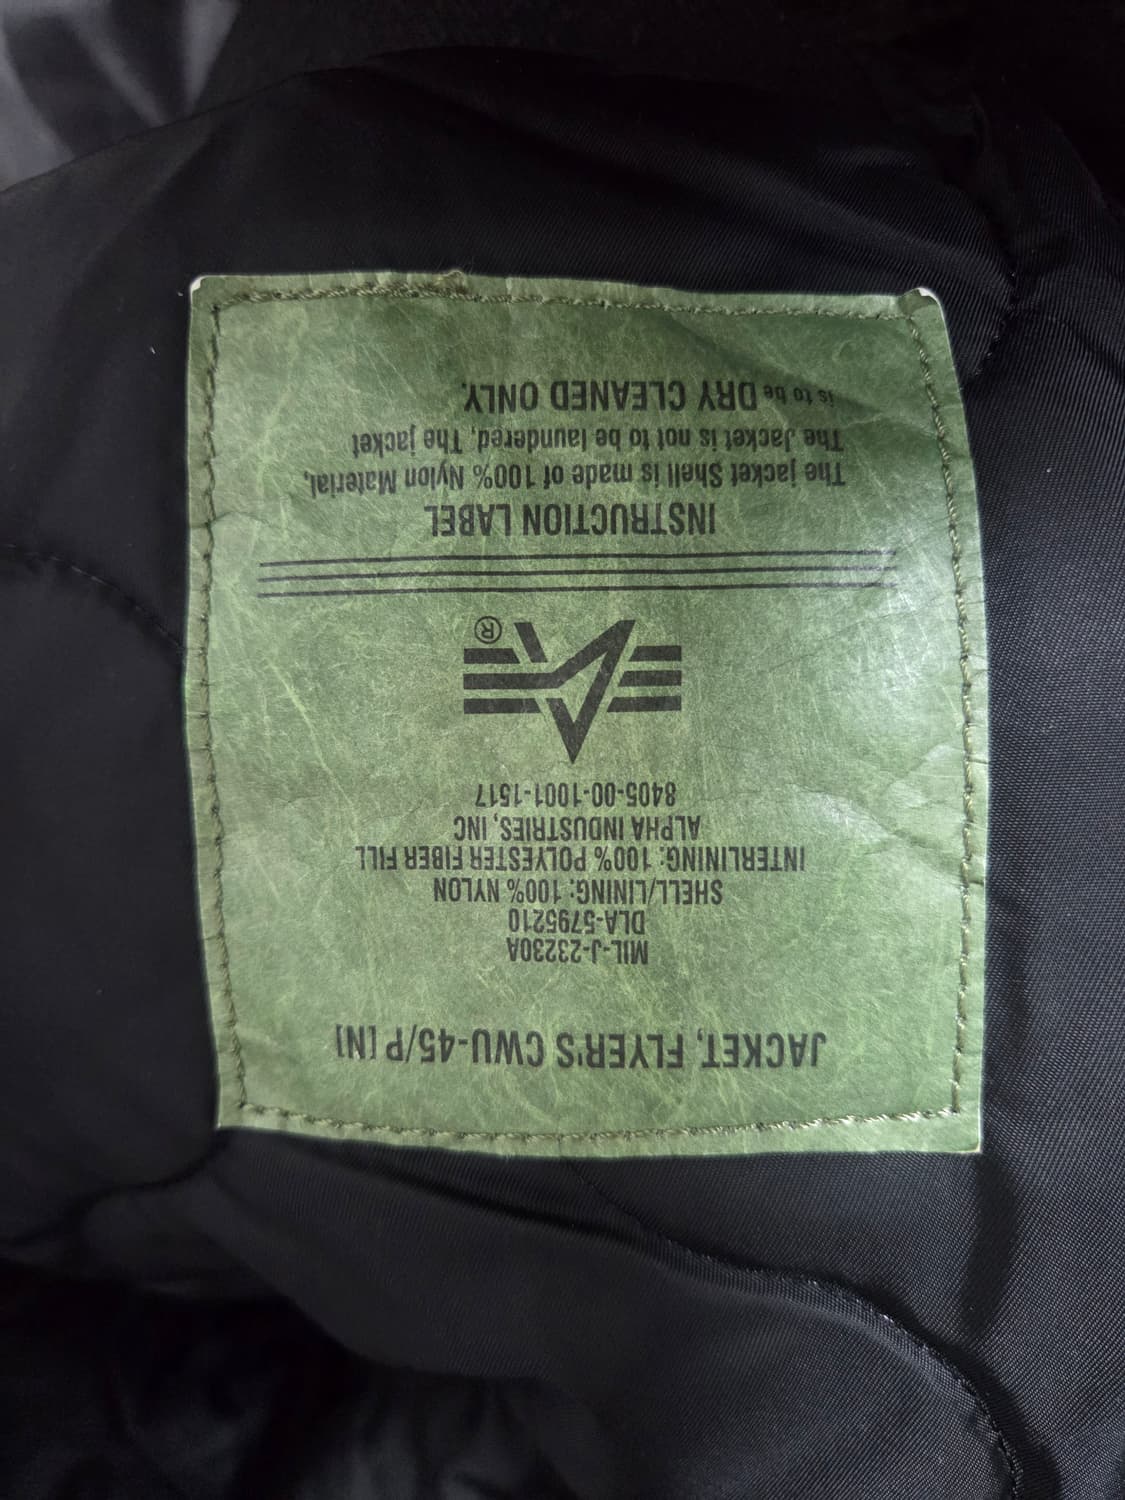 JACKET, FLYER'S CWU-45/P [N]
MIL-J-23230A
DLA-5795210
SHELL/LINING: 100% NYLON
INTERLINING: 100% POLYESTER FIBER FILL
ALPHA INDUSTRIES, INC
8405-00-1001-1517
®
INSTRUCTION LABEL
The jacket Shell is made of 100% Nylon Material,
The Jacket is not to be laundered, The jacket
is to be DRY CLEANED ONLY.